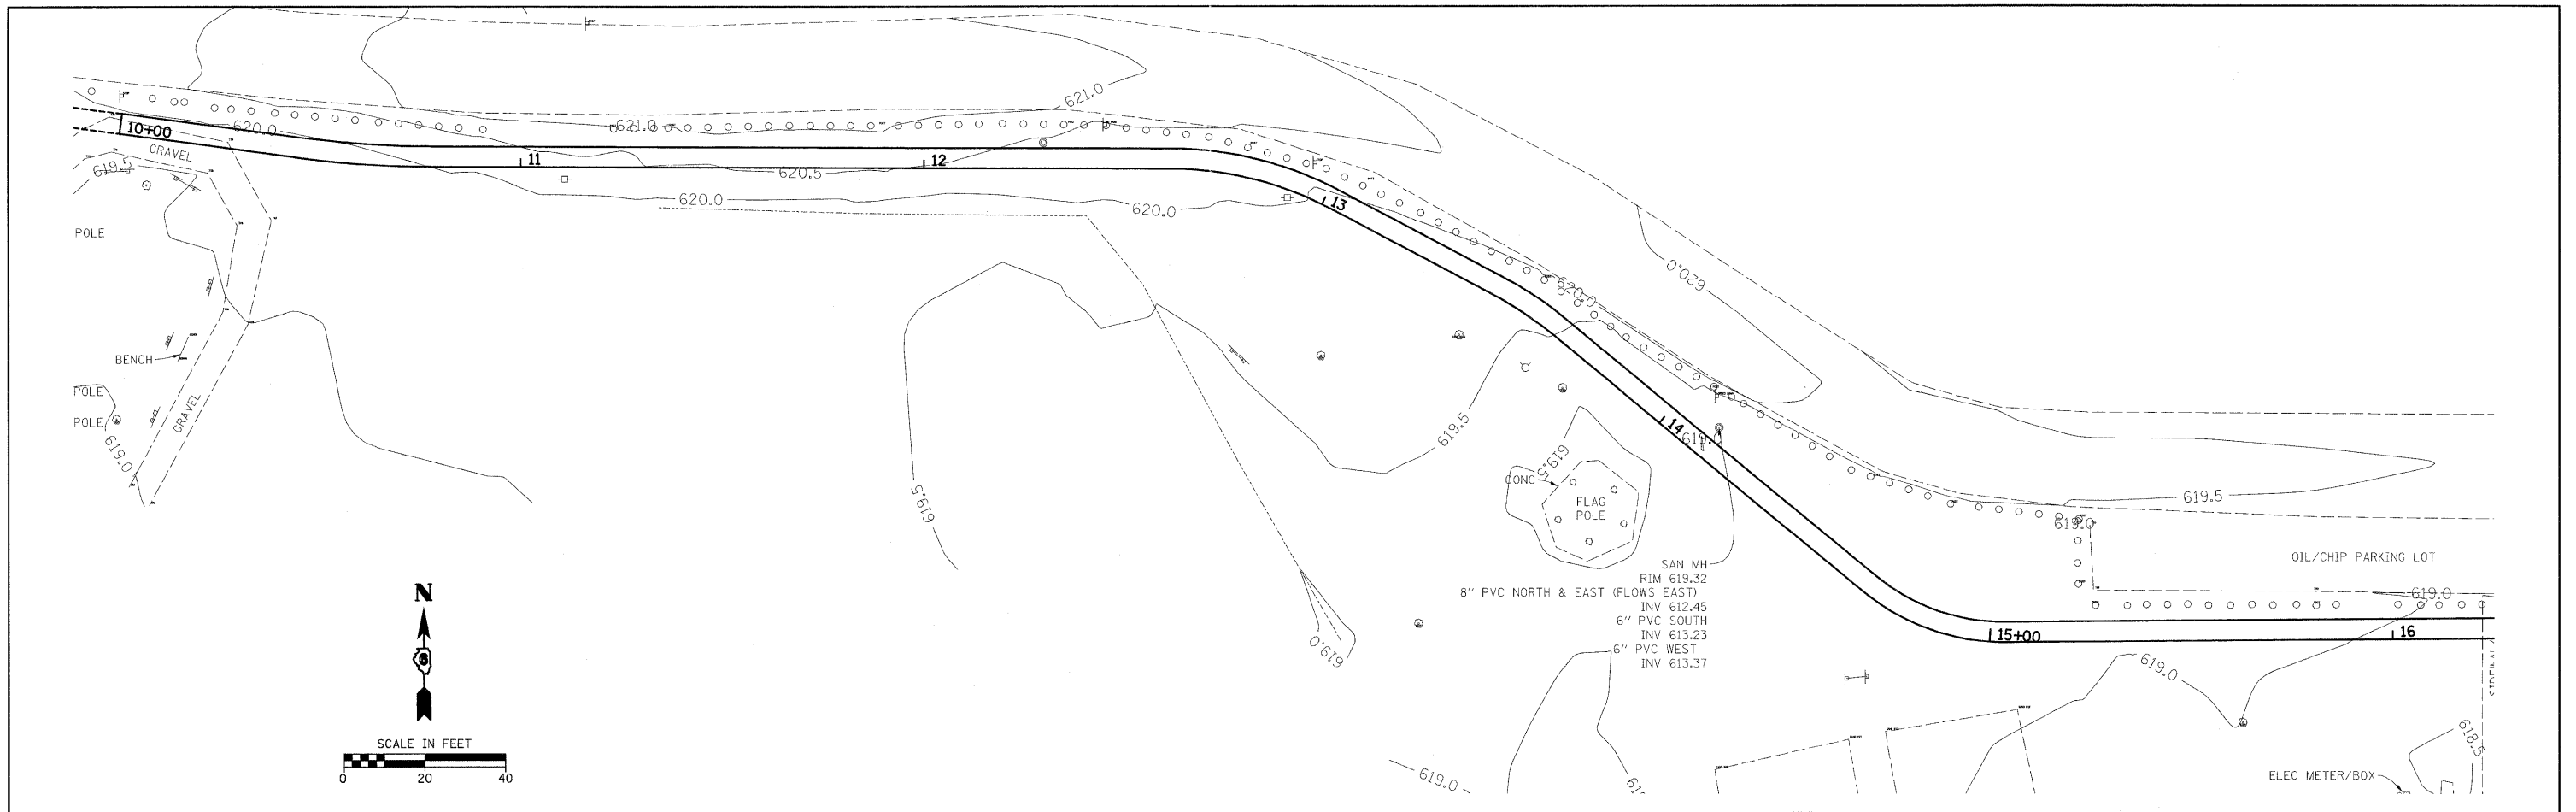 621.0
10+00
620.0
621.0
GRAVEL
11
12
619.5
620.5
620.0
620.0
13
POLE
620.0
620.0
BENCH
POLE
POLE
GRAVEL
619.0
619.5
14
619.0
619.5
CONC
FLAG
POLE
619.5
619.5
619.0
OIL/CHIP PARKING LOT
SAN MH
RIM 619.32
8" PVC NORTH & EAST (FLOWS EAST)
INV 612.45
6" PVC SOUTH
INV 613.23
6" PVC WEST
INV 613.37
619.0
N
6
619.0
15+00
16
619.0
SCALE IN FEET
0 20 40
619.0
618.5
ELEC METER/BOX